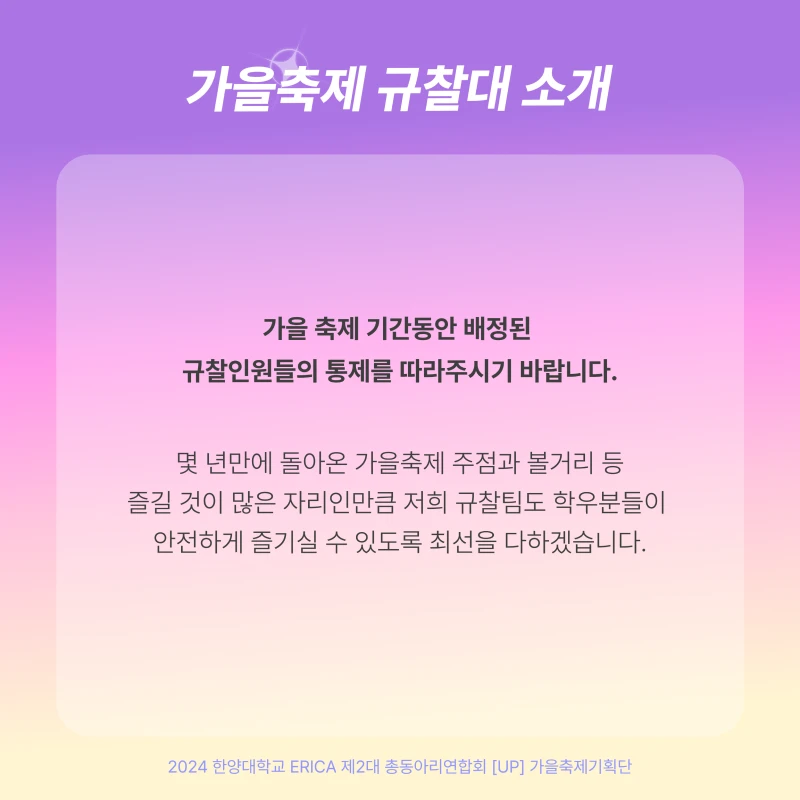 가을축제 규찰대 소개
가을 축제 기간동안 배정된
규찰인원들의 통제를 따라주시기 바랍니다.
몇 년만에 돌아온 가을축제 주점과 볼거리 등
즐길 것이 많은 자리인만큼 저희 규찰팀도 학우분들이
안전하게 즐기실 수 있도록 최선을 다하겠습니다.
2024 한양대학교 ERICA 제2대 총동아리연합회 [UP] 가을축제기획단